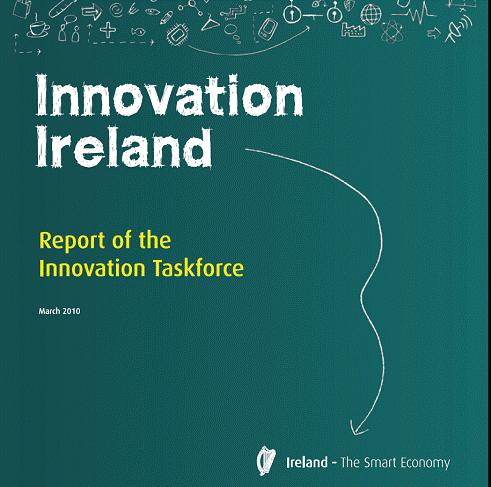 Innovation
Ireland
Report of the
Innovation Taskforce
March 2010
Ireland – The Smart Economy